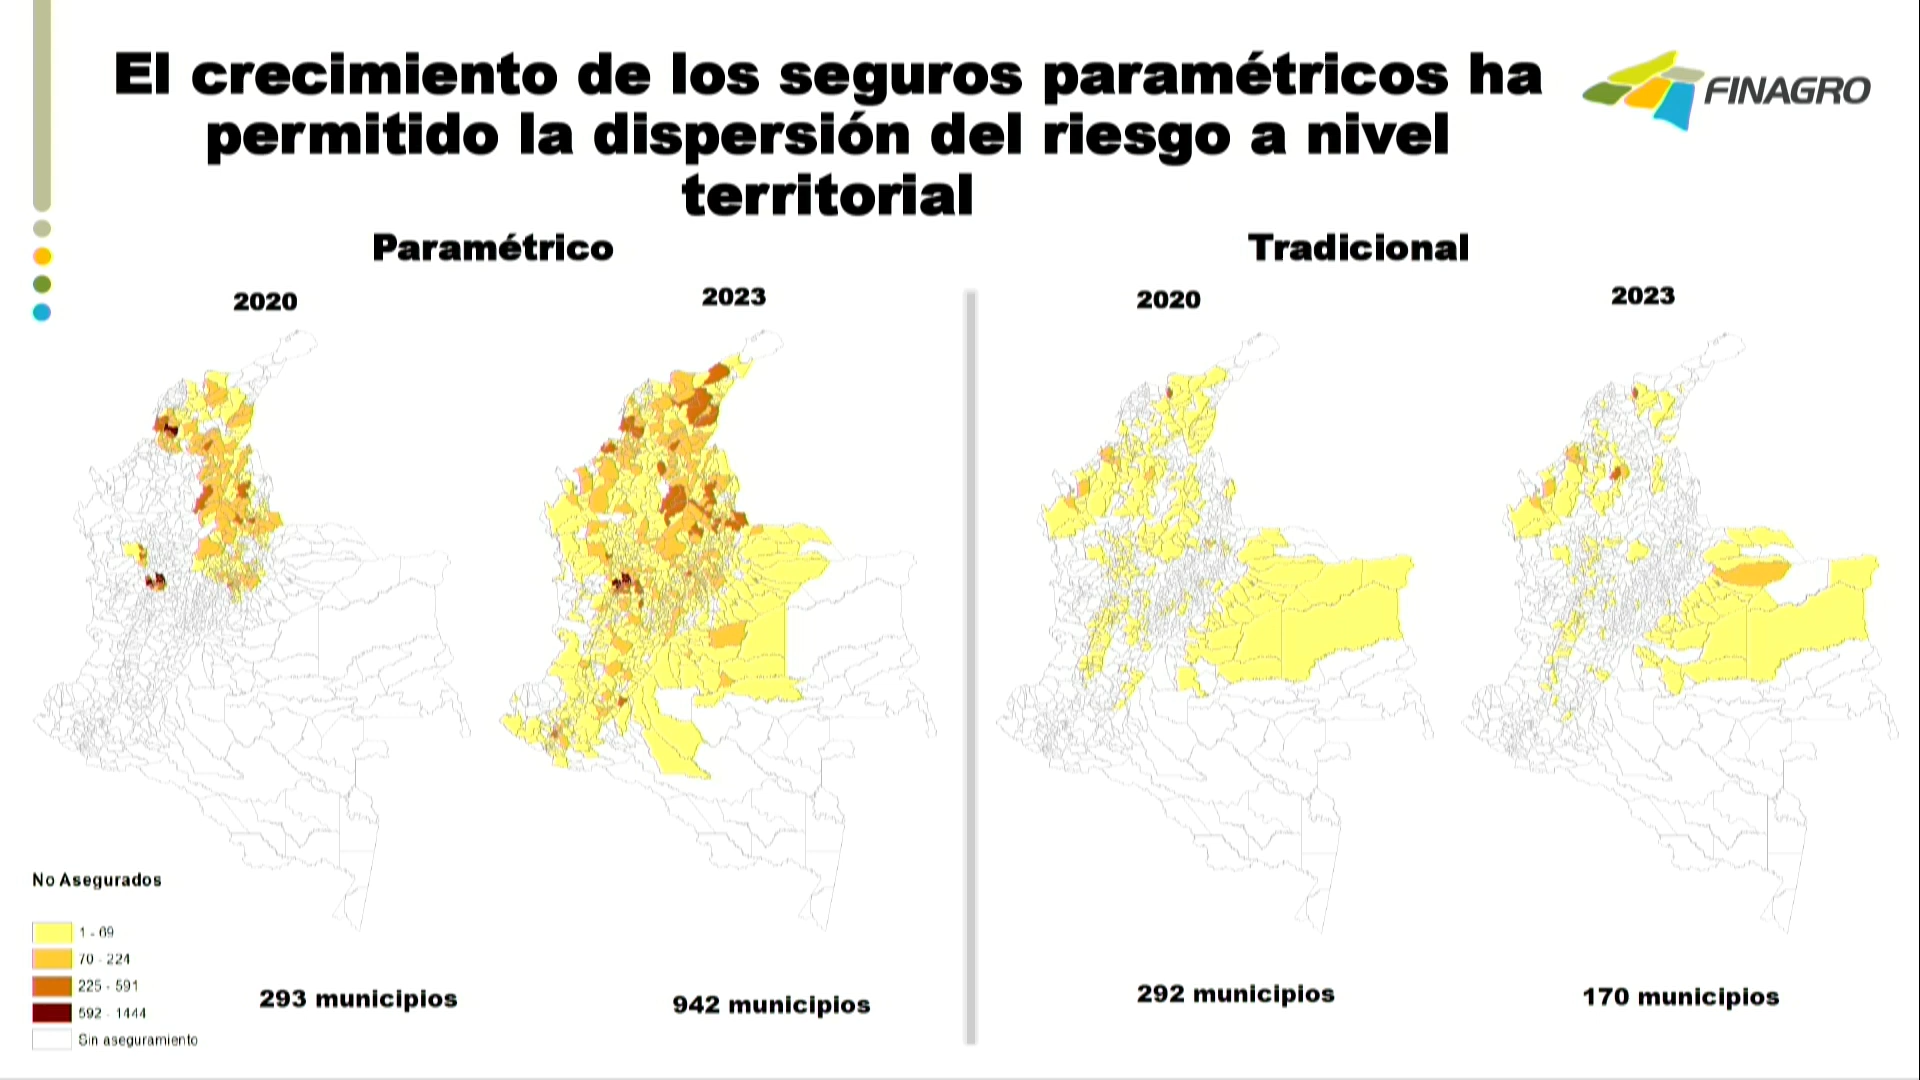 El crecimiento de los seguros paramétricos ha
permitido la dispersión del riesgo a nivel
territorial
FINAGRO
Paramétrico
Tradicional
2020
2023
2020
2023
No Asegurados
1 - 69
70 - 224
225 - 591
592 - 1444
Sin aseguramiento
293 municipios
942 municipios
292 municipios
170 municipios